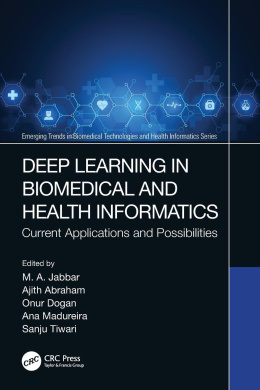 Emerging Trends in Biomedical Technologies and Health Informatics Series
DEEP LEARNING IN
BIOMEDICAL AND
HEALTH INFORMATICS
Current Applications and Possibilities
Edited by
M. A. Jabbar
Ajith Abraham
Onur Dogan
Ana Madureira
Sanju Tiwari
CRC
CRC Press
Taylor & Francis Group